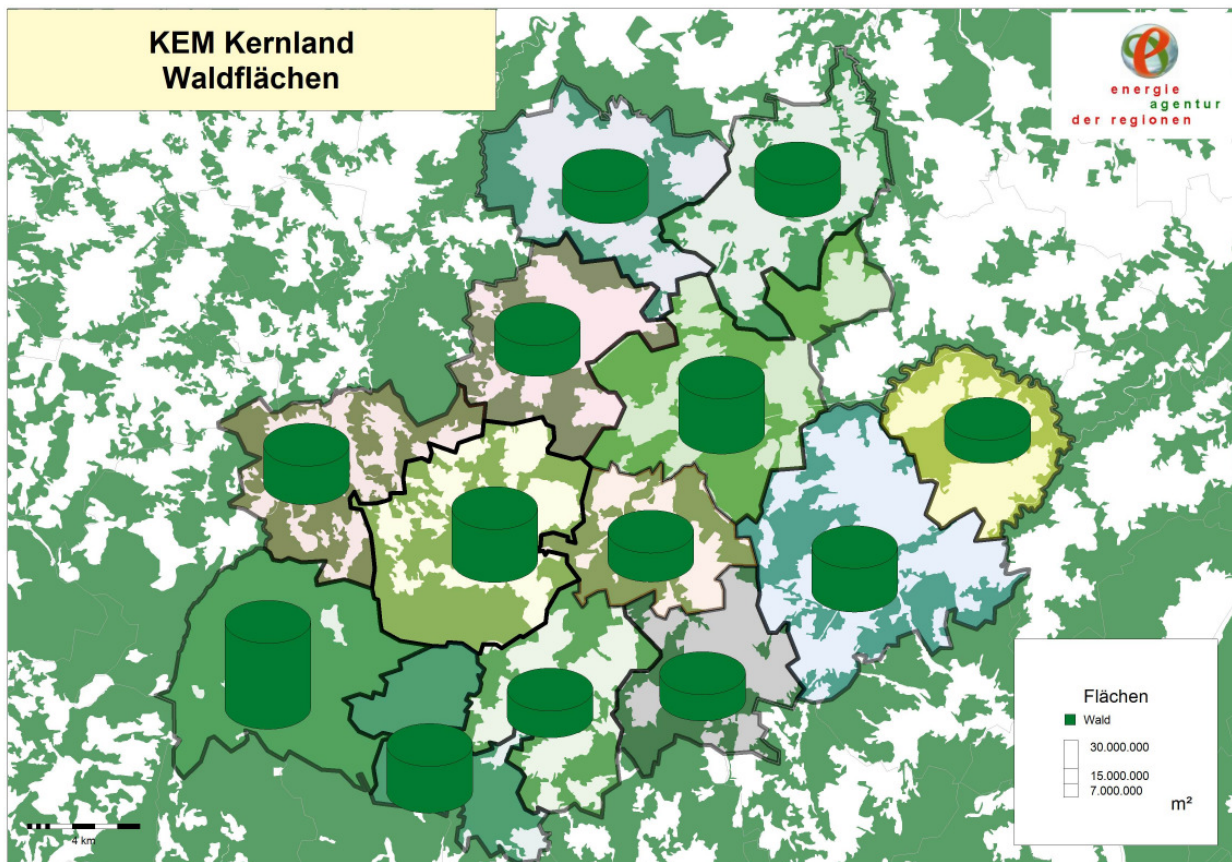 KEM Kernland
Waldflächen
energie
agentur
der regionen
Flächen
Wald
30.000.000
15.000.000
7.000.000
m²
4 km